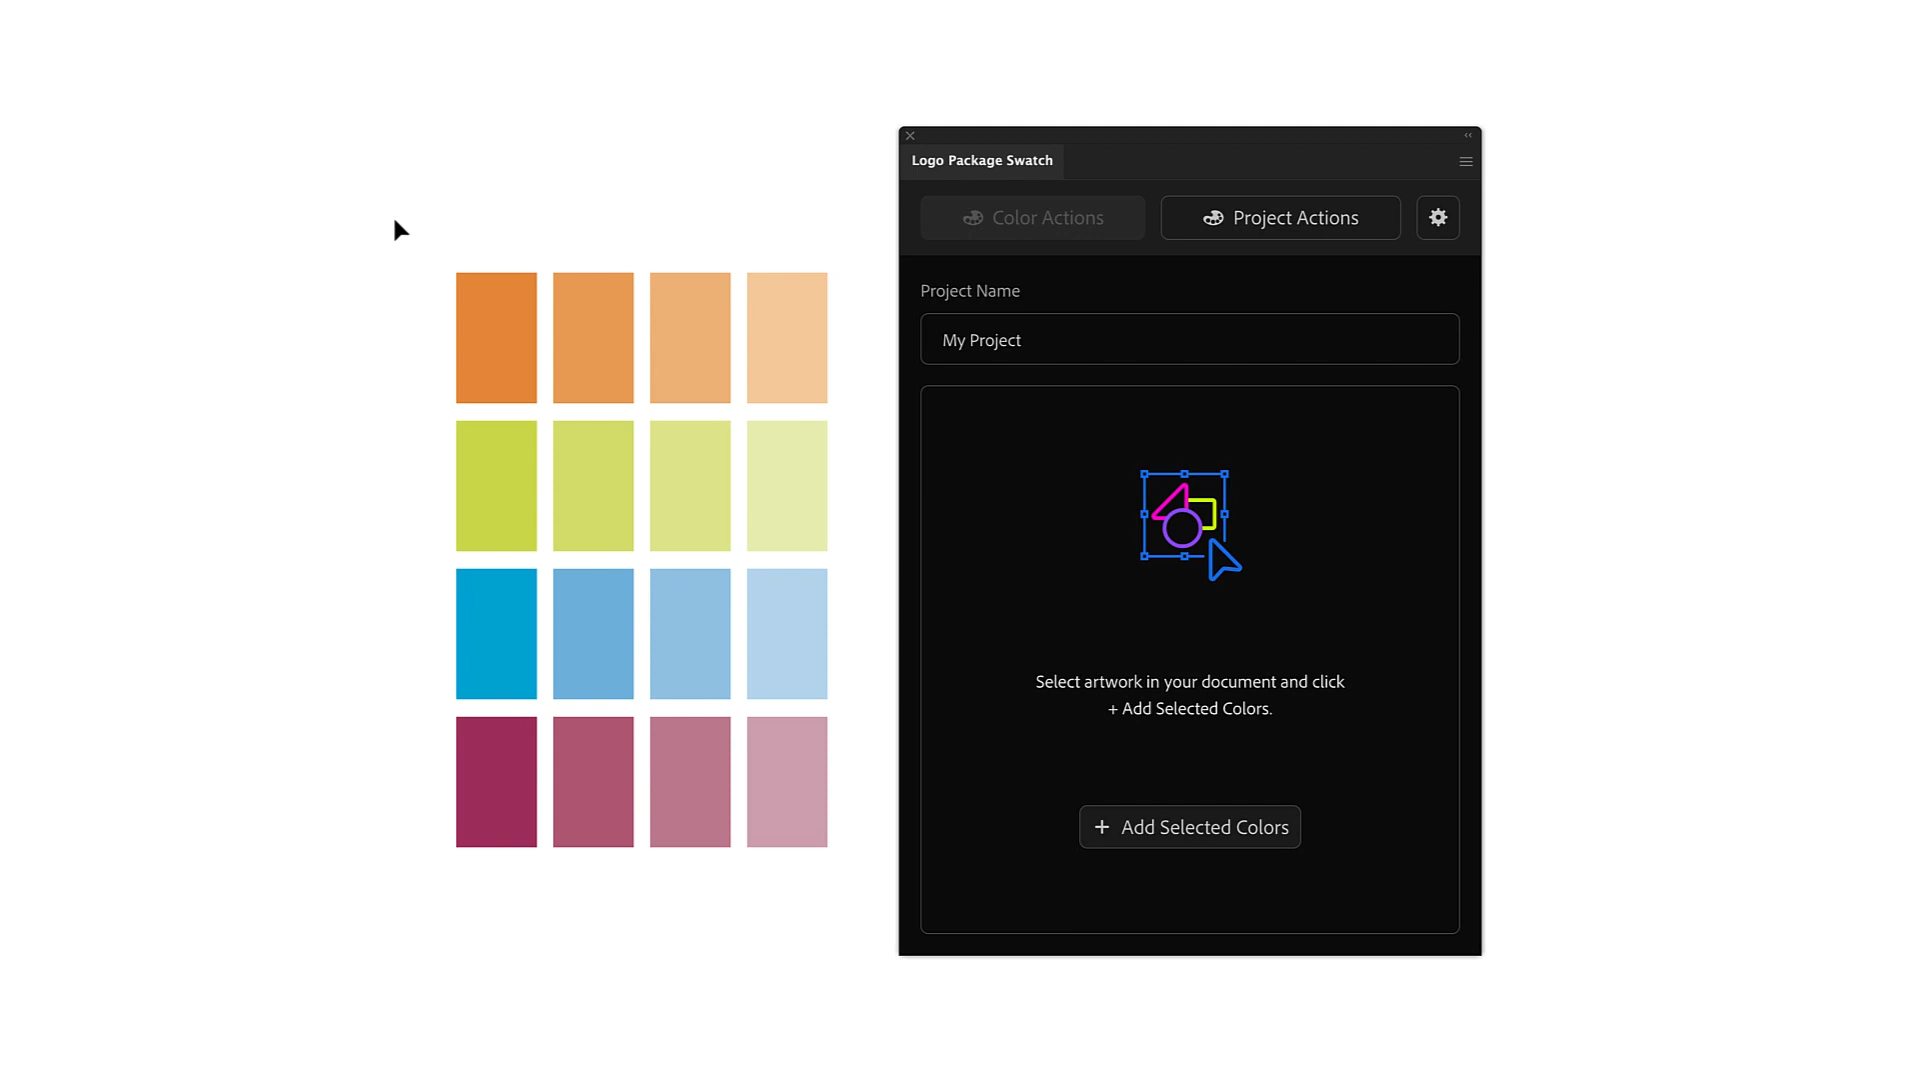 Logo Package Swatch
Color Actions
Project Actions
Project Name
My Project
Select artwork in your document and click
+ Add Selected Colors.
+ Add Selected Colors